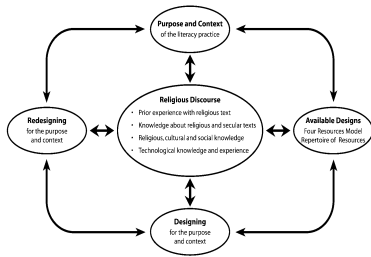 Purpose and Context
of the literacy practice
Religious Discourse
• Prior experience with religious text
• Knowledge about religious and secular texts
• Religious, cultural and social knowledge
• Technological knowledge and experience
Redesigning
for the purpose
and context
Available Designs
Four Resources Model
Repertoire of Resources
Designing
for the purpose
and context